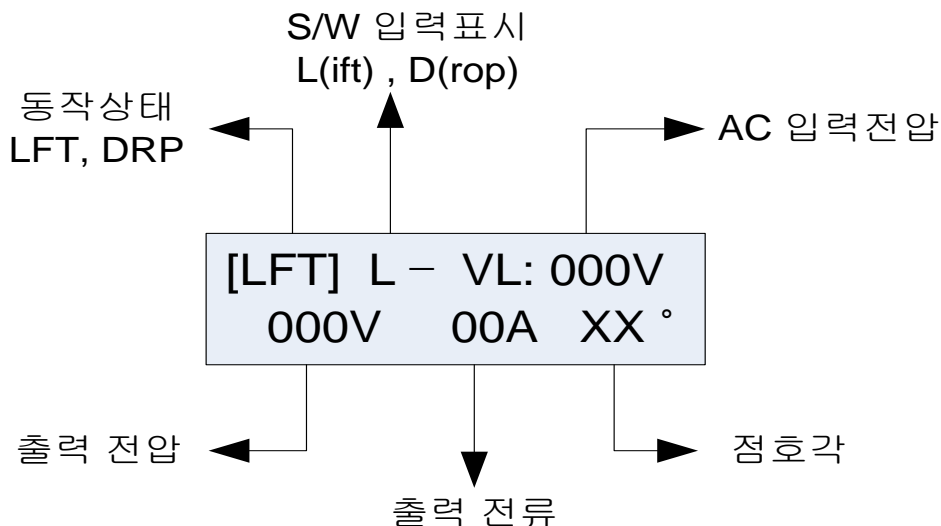 S/W 입력표시
L(ift) , D(rop)
동작상태
LFT, DRP
AC 입력전압
[LFT] L – VL: 000V
000V 00A XX °
출력 전압
점호각
출력 전류